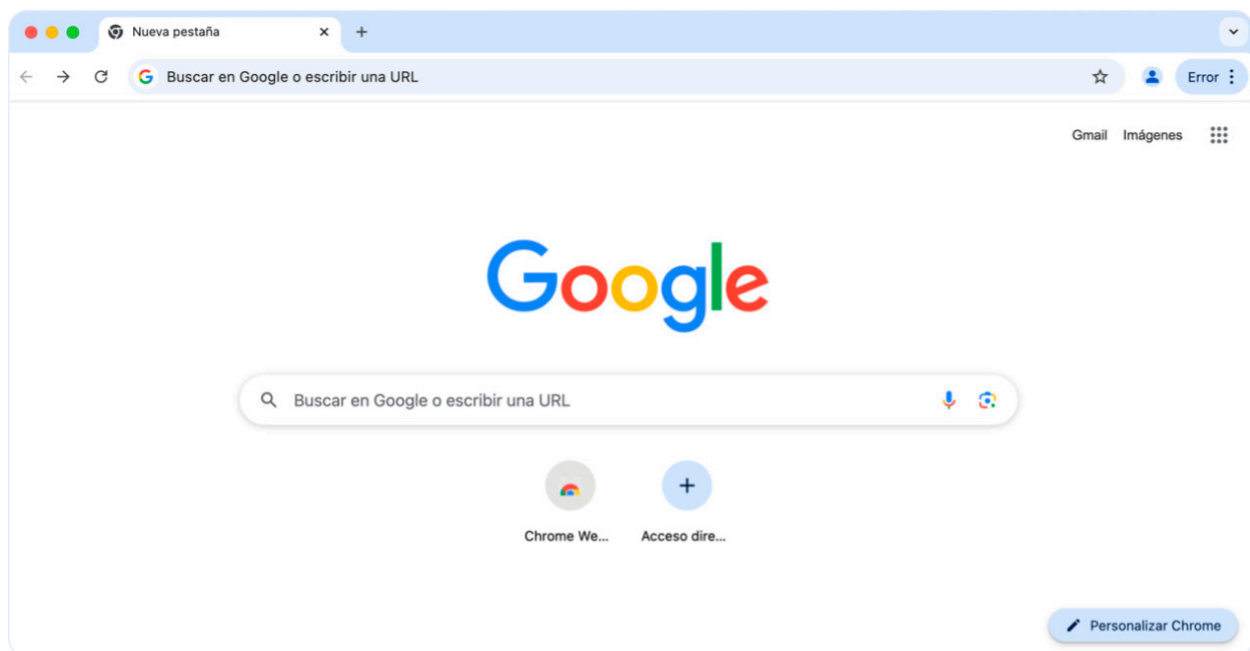 Nueva pestaña
Buscar en Google o escribir una URL
Error
Gmail Imágenes
Google
Buscar en Google o escribir una URL
Chrome We... Acceso dire...
Personalizar Chrome